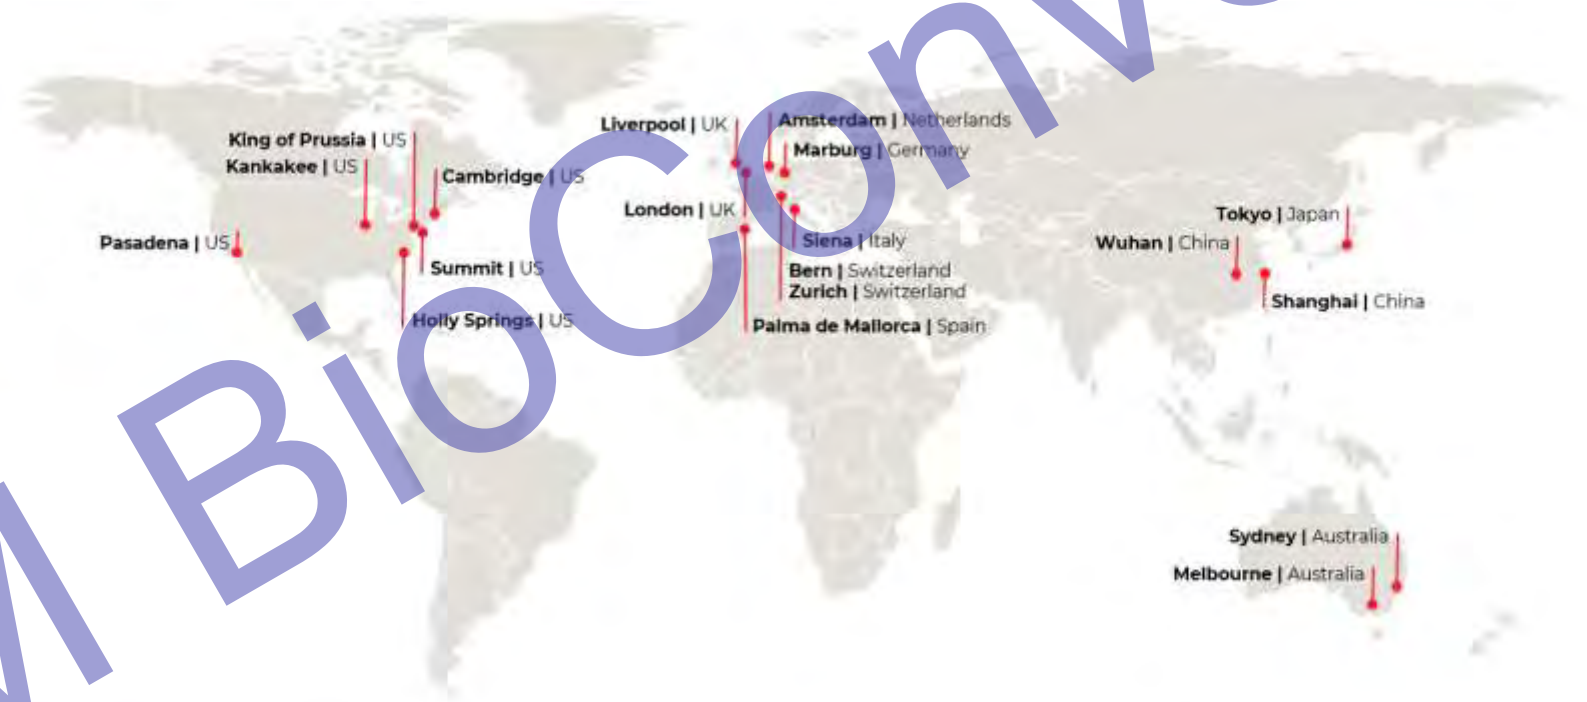 King of Prussia | US
Kankakee | US
Cambridge | US
Pasadena | US
Summit | US
Holly Springs | US
Liverpool | UK
Amsterdam | Netherlands
Marburg | Germany
London | UK
Siena | Italy
Bern | Switzerland
Zurich | Switzerland
Palma de Mallorca | Spain
Tokyo | Japan
Wuhan | China
Shanghai | China
Sydney | Australia
Melbourne | Australia
M BioConv